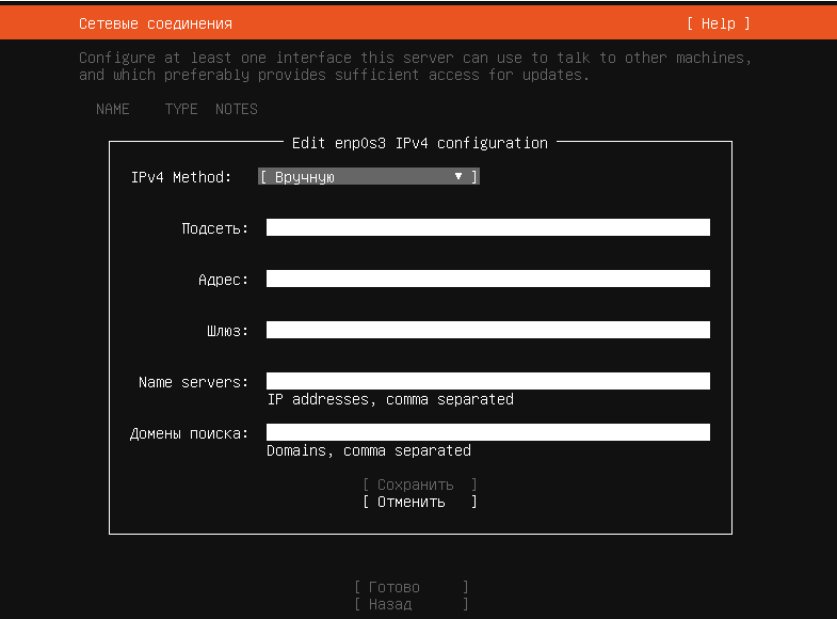 Сетевые соединения [ Help ]
Configure at least one interface this server can use to talk to other machines,
and which preferably provides sufficient access for updates.
NAME TYPE NOTES
Edit enp0s3 IPv4 configuration
IPv4 Method: [ Вручную ▼ ]
Подсеть:
Адрес:
Шлюз:
Name servers:
IP addresses, comma separated
Домены поиска:
Domains, comma separated
[ Сохранить ]
[ Отменить ]
[ Готово ]
[ Назад ]